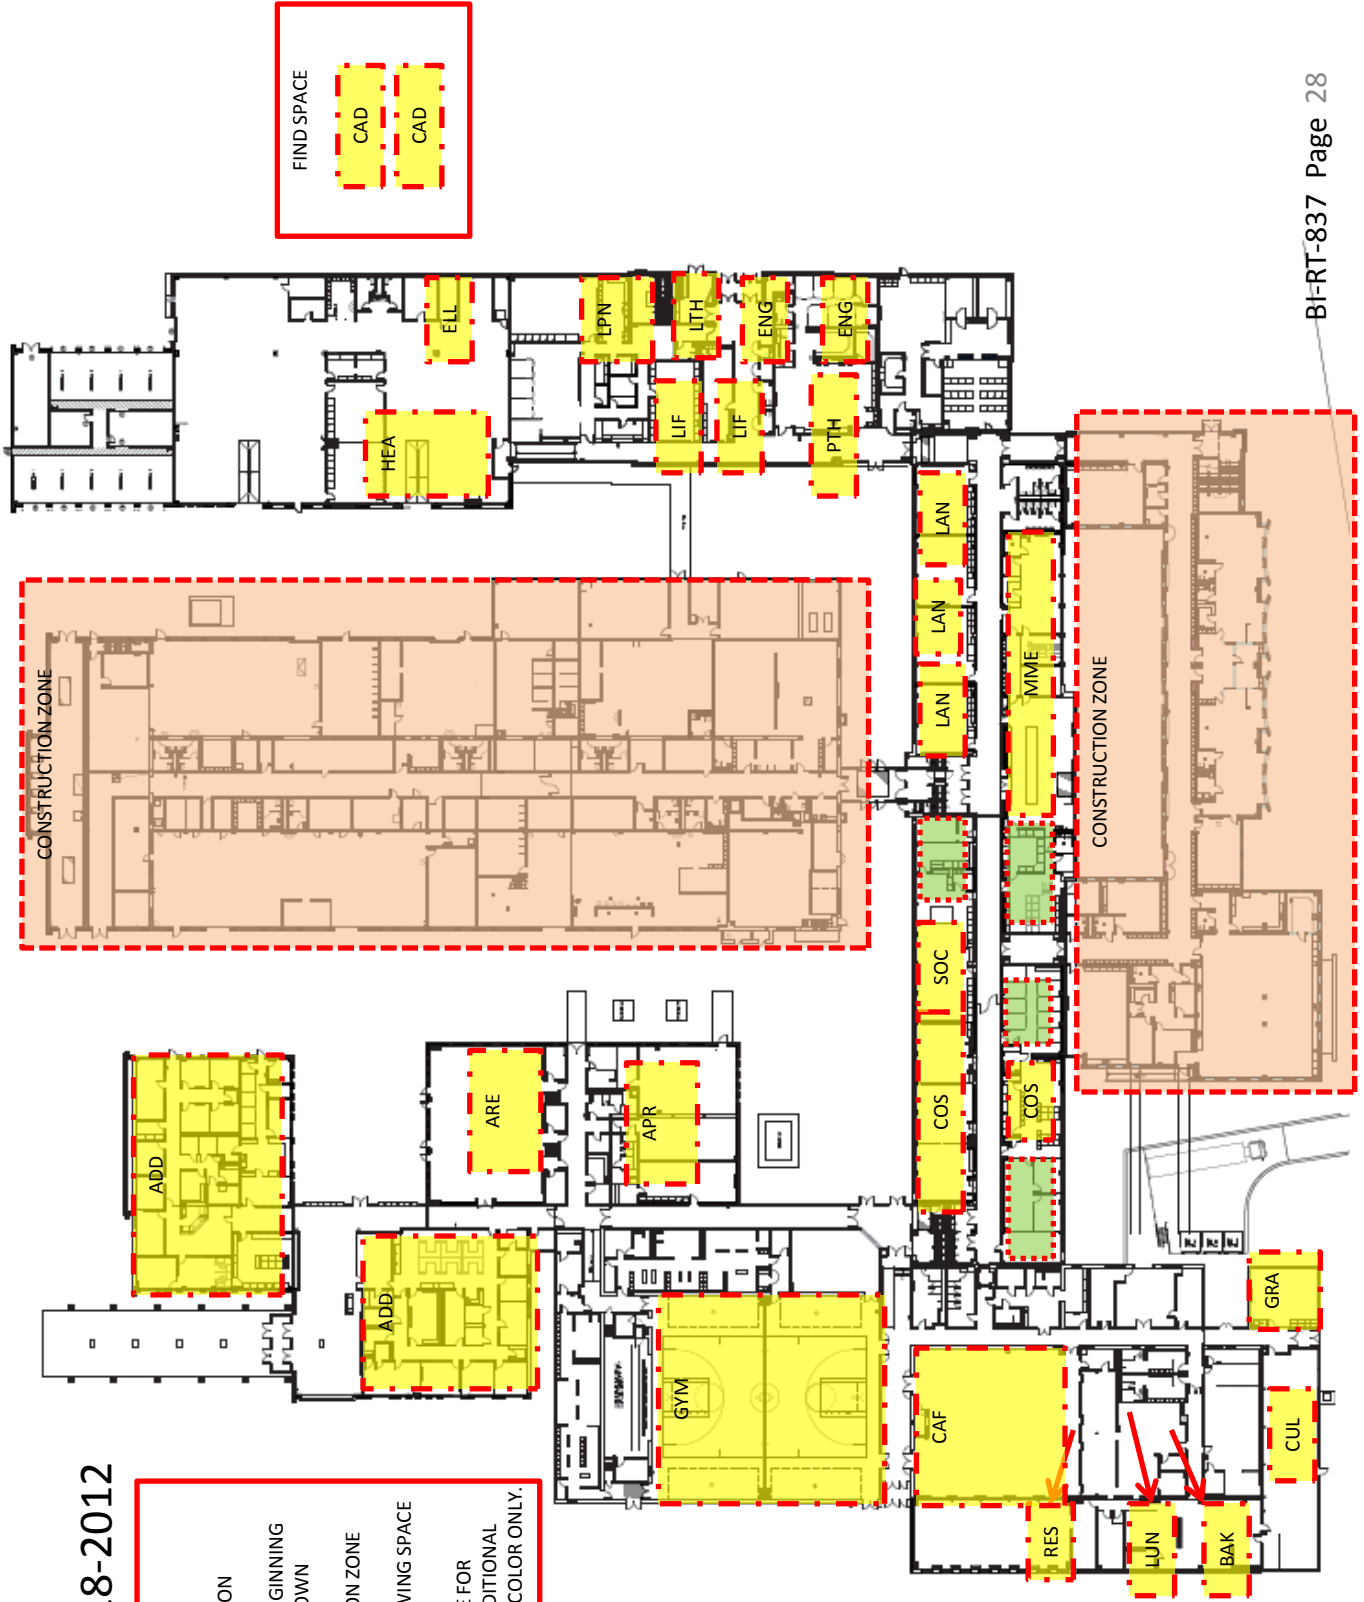 8-2012
ON
GINNING
OWN
ON ZONE
VING SPACE
E FOR
DITIONAL
COLOR ONLY.
ADD
ADD
GYM
CAF
RES
LUN
BAK
CUL
GRA
ARE
APR
COS
SOC
COS
CONSTRUCTION ZONE
LAN
LAN
LAN
MME
CONSTRUCTION ZONE
HEA
ELL
LPN
LTH
ENG
ENG
LIF
LIF
PTH
FIND SPACE
CAD
CAD
BI-RT-837 Page 28